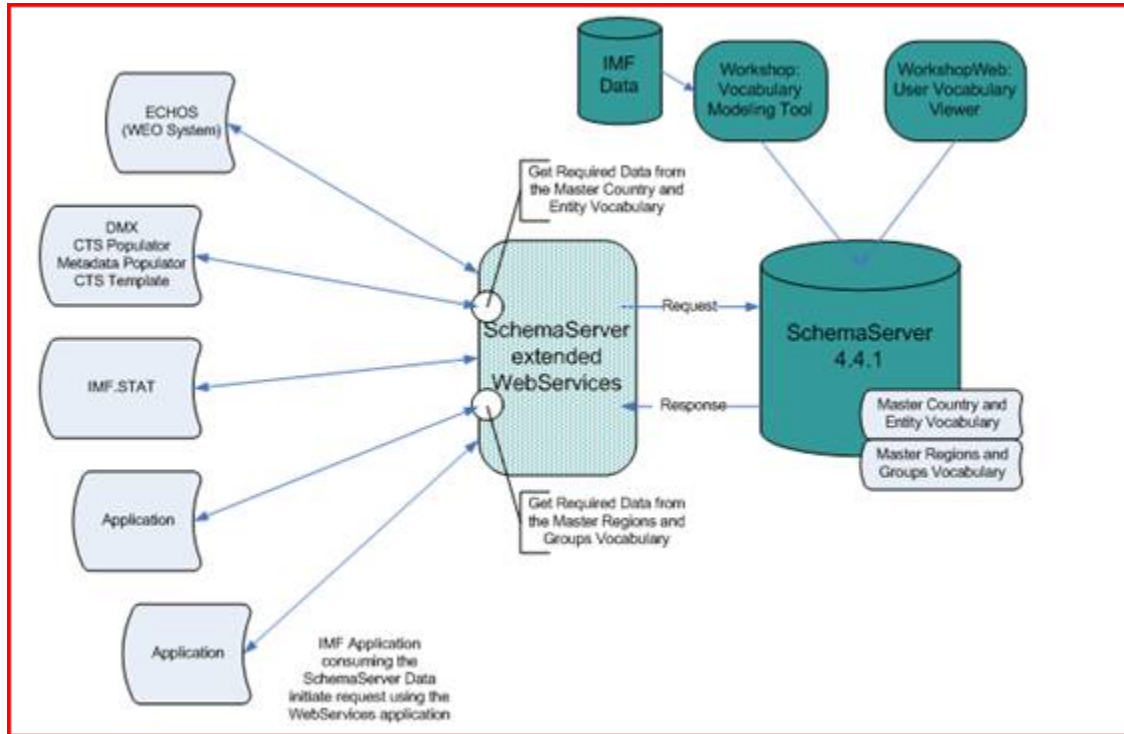 IMF
Data
Workshop:
Vocabulary
Modeling Tool
WorkshopWeb:
User Vocabulary
Viewer
ECHOS
(WEO System)
Get Required Data from
the Master Country and
Entity Vocabulary
DMX
CTS Populator
Metadata Populator
CTS Template
SchemaServer
extended
WebServices
Request
SchemaServer
4.4.1
IMF.STAT
Response
Master Country and
Entity Vocabulary
Master Regions and
Groups Vocabulary
Application
Get Required Data from
the Master Regions and
Groups Vocabulary
Application
IMF Application
consuming the
SchemaServer Data
initiate request using the
WebServices application